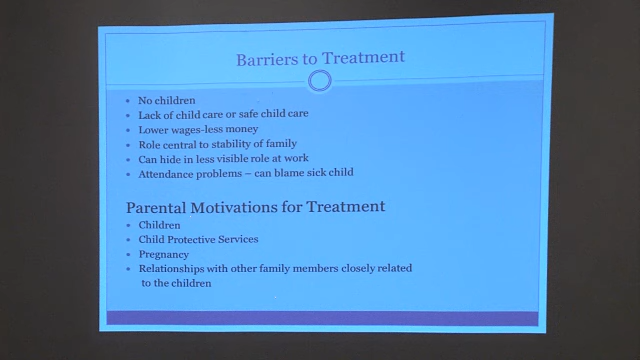 Barriers to Treatment
• No children
• Lack of child care or safe child care
• Lower wages-less money
• Role central to stability of family
• Can hide in less visible role at work
• Attendance problems – can blame sick child
Parental Motivations for Treatment
• Children
• Child Protective Services
• Pregnancy
• Relationships with other family members closely related
to the children